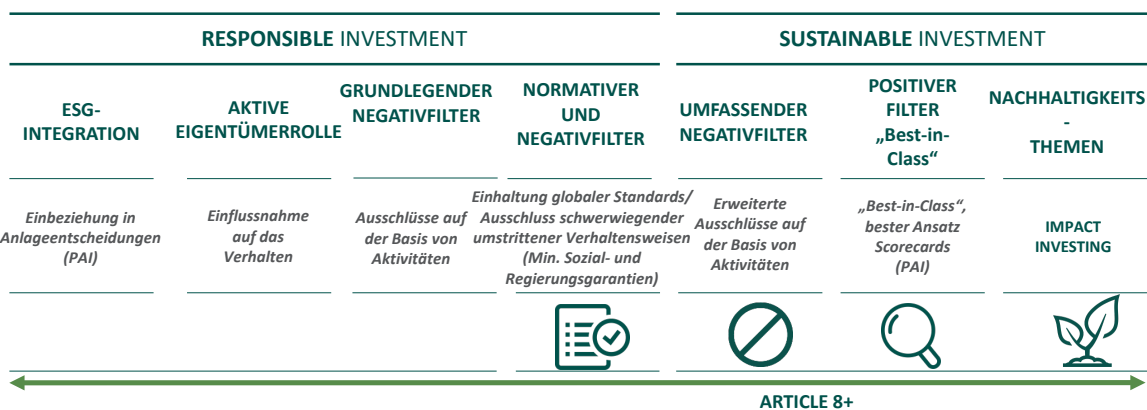 RESPONSIBLE INVESTMENT
SUSTAINABLE INVESTMENT
ESG-
INTEGRATION
AKTIVE
EIGENTÜMERROLLE
GRUNDLEGENDER
NEGATIVFILTER
NORMATIVER
UND
NEGATIVFILTER
UMFASSENDER
NEGATIVFILTER
POSITIVER
FILTER
„Best-in-
Class“
NACHHALTIGKEITS
-
THEMEN
Einbeziehung in
Anlageentscheidungen
(PAI)
Einflussnahme
auf das
Verhalten
Ausschlüsse auf
der Basis von
Aktivitäten
Einhaltung globaler Standards/
Ausschluss schwerwiegender
umstrittener Verhaltensweisen
(Min. Sozial- und
Regierungsgarantien)
Erweiterte
Ausschlüsse auf
der Basis von
Aktivitäten
„Best-in-Class“,
bester Ansatz
Scorecards
(PAI)
IMPACT
INVESTING
ARTICLE 8+